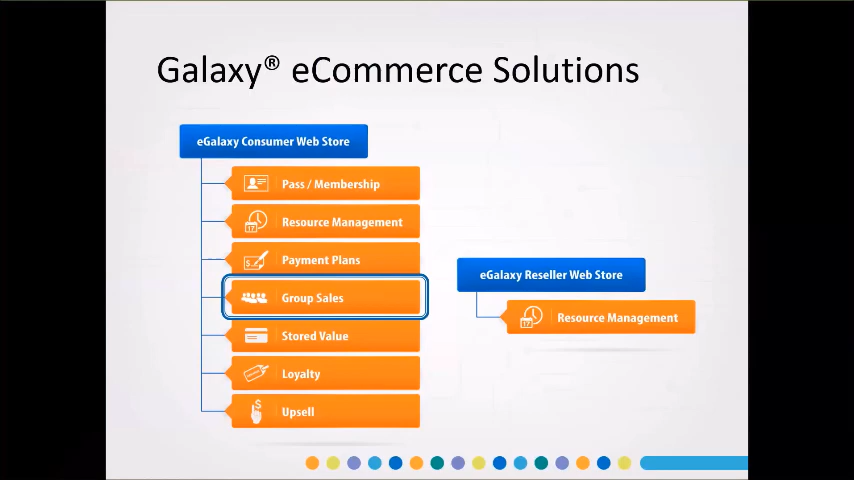 Galaxy® eCommerce Solutions
eGalaxy Consumer Web Store
Pass / Membership
Resource Management
Payment Plans
Group Sales
Stored Value
Loyalty
Upsell
eGalaxy Reseller Web Store
Resource Management